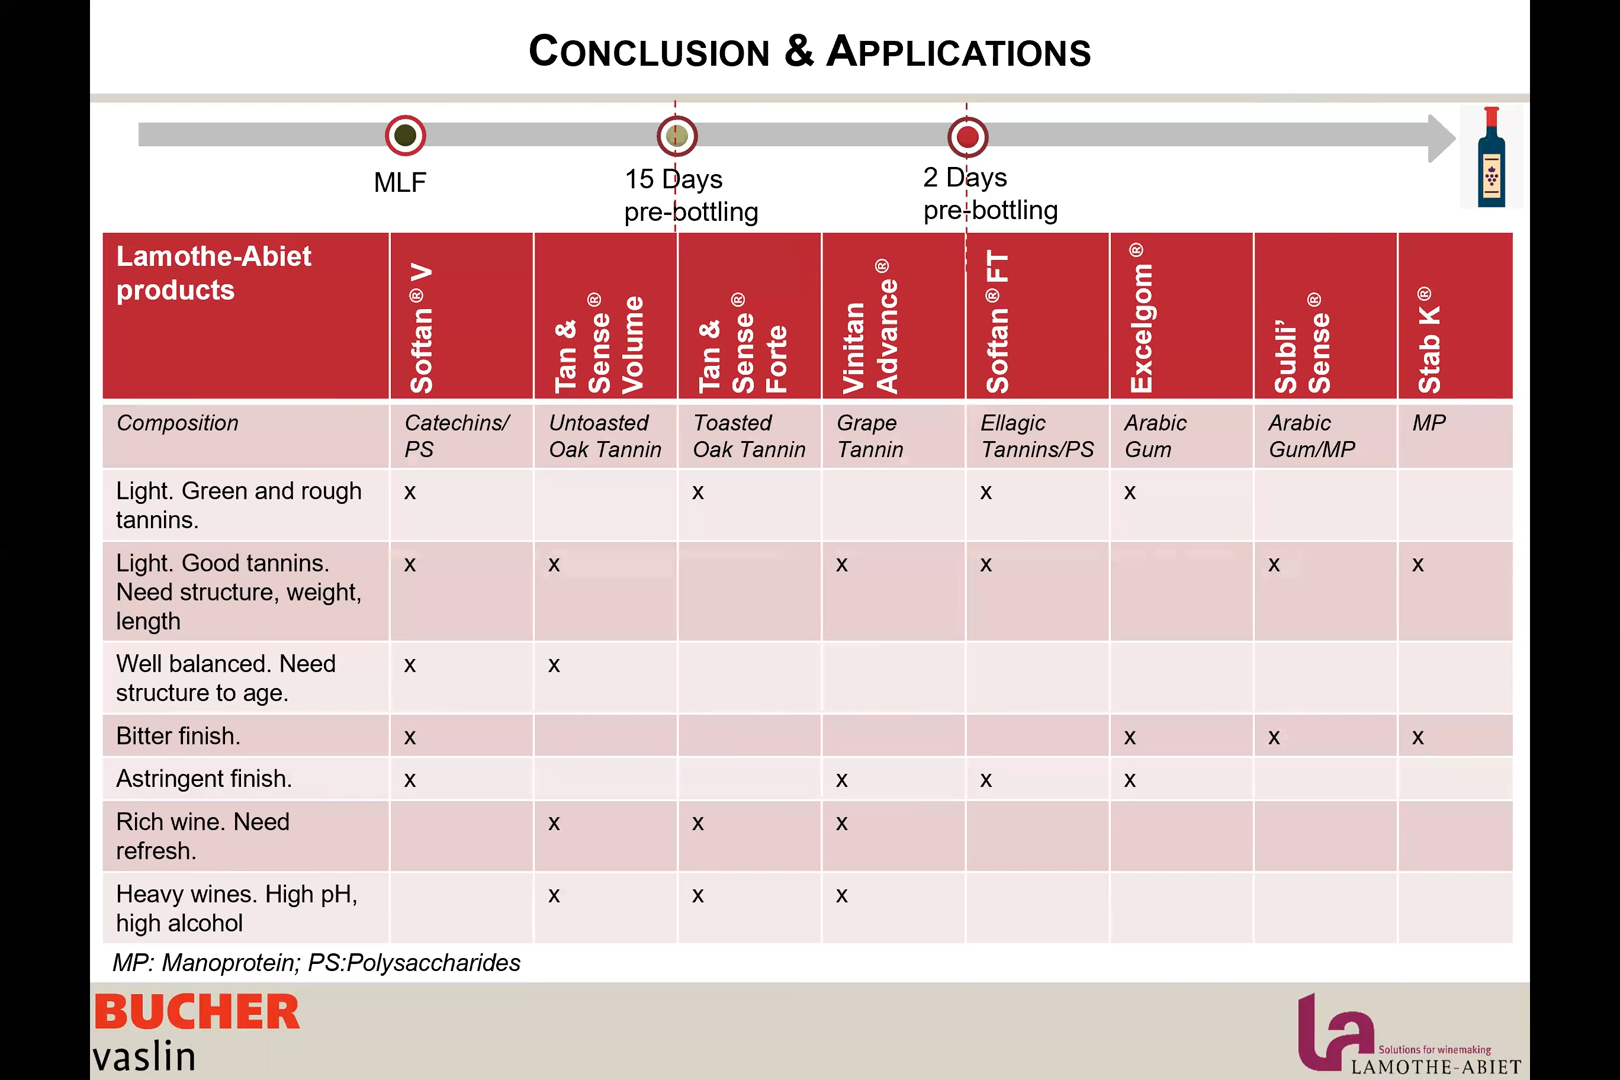 CONCLUSION & APPLICATIONS
MLF
15 Days
pre-bottling
2 Days
pre-bottling
Lamothe-Abiet
products
Softan® V
Tan &
Sense®
Volume
Tan &
Sense®
Forte
Vinitan
Advance®
Softan®FT
Excelgom®
Subli’
Sense®
Stab K®
Composition
Catechins/
PS
Untoasted
Oak Tannin
Toasted
Oak Tannin
Grape
Tannin
Ellagic
Tannins/PS
Arabic
Gum
Arabic
Gum/MP
MP
Light. Green and rough
tannins.
x x x x
Light. Good tannins.
Need structure, weight,
length
x x x x x x
Well balanced. Need
structure to age.
x x
Bitter finish.
x x x x
Astringent finish.
x x x x
Rich wine. Need
refresh.
x x x
Heavy wines. High pH,
high alcohol
x x x
MP: Manoprotein; PS:Polysaccharides
BUCHER
vaslin
La
Solutions for winemaking
LAMOTHE-ABIET